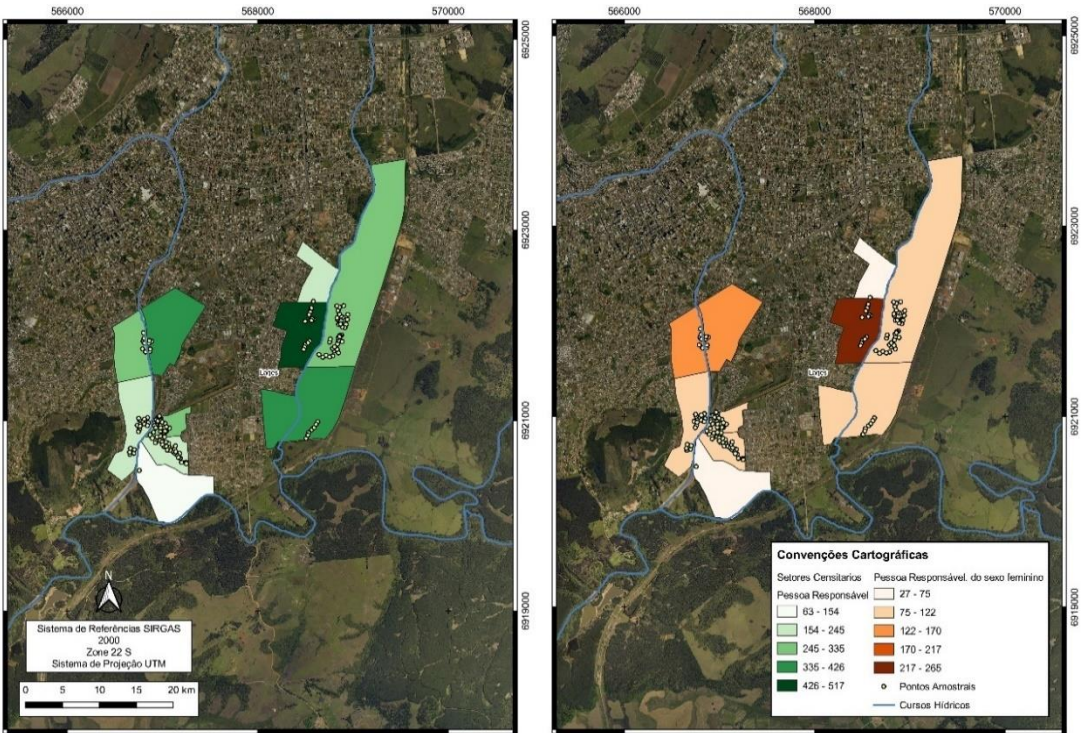 566000 568000 570000
6925000
6923000
6921000
6919000
Lages
N
Sistema de Referências SIRGAS
2000
Zone 22 S
Sistema de Projeção UTM
0 5 10 15 20 km
566000 568000 570000
6925000
6923000
6921000
6919000
Lages
Convenções Cartográficas
Setores Censitarios
Pessoa Responsável
63 - 154
154 - 245
245 - 335
335 - 426
426 - 517
Pessoa Responsável. do sexo feminino
27 - 75
75 - 122
122 - 170
170 - 217
217 - 265
Pontos Amostrais
Cursos Hídricos